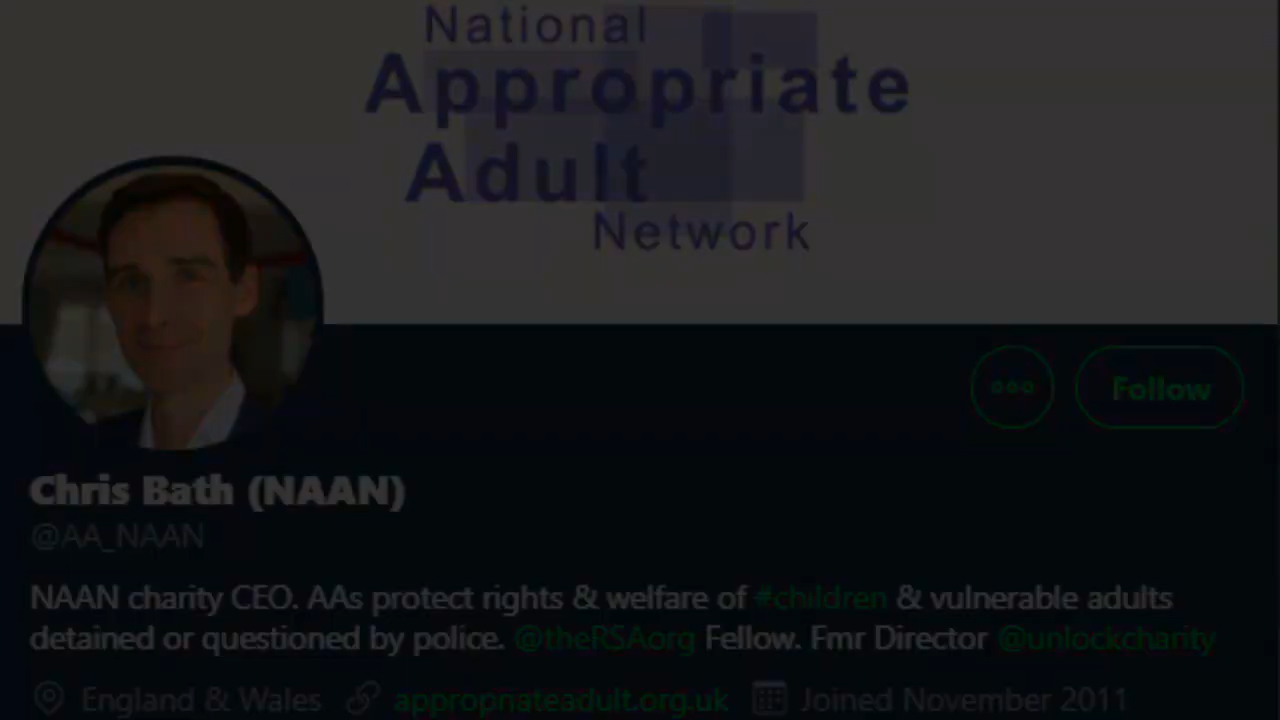 National
Appropriate
Adult
Network
Follow
Chris Bath (NAAN)
@AA_NAAN
NAAN charity CEO. AAs protect rights & welfare of #children & vulnerable adults
detained or questioned by police. @theRSAorg Fellow. Fmr Director @unlockcharity
England & Wales appropriateadult.org.uk Joined November 2011